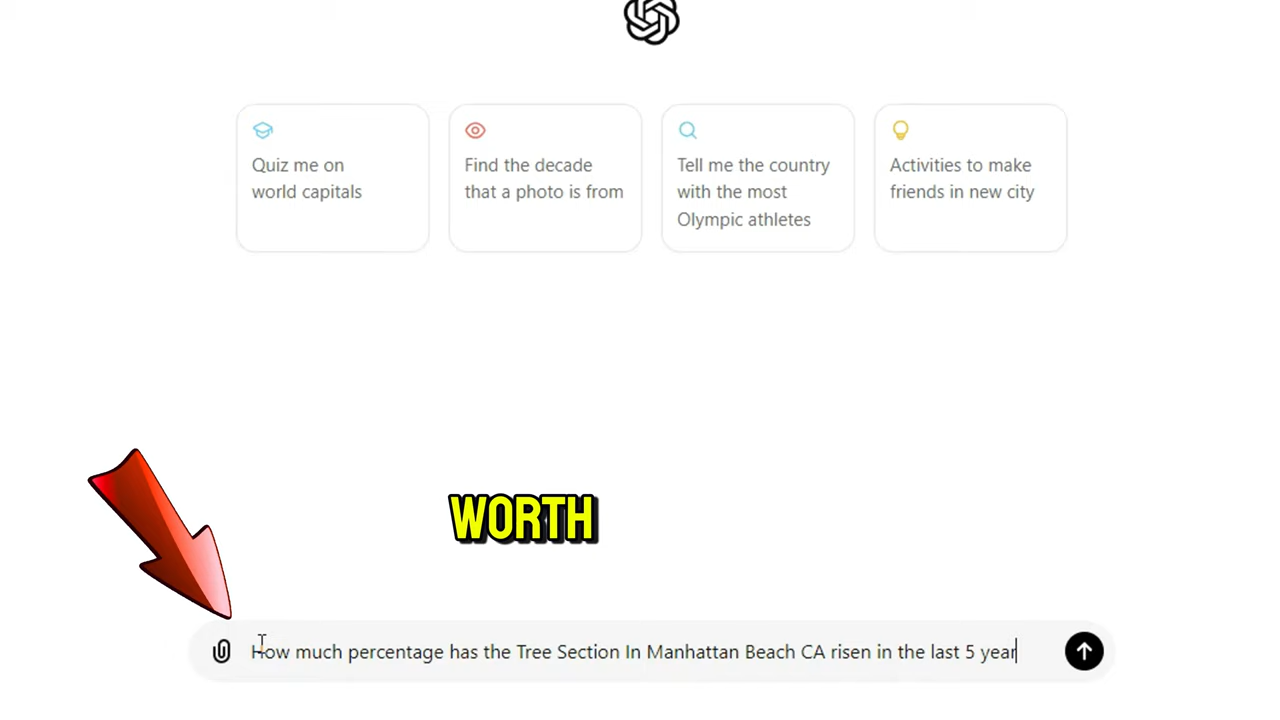 Quiz me on
world capitals
Find the decade
that a photo is from
Tell me the country
with the most
Olympic athletes
Activities to make
friends in new city
WORTH
How much percentage has the Tree Section In Manhattan Beach CA risen in the last 5 year